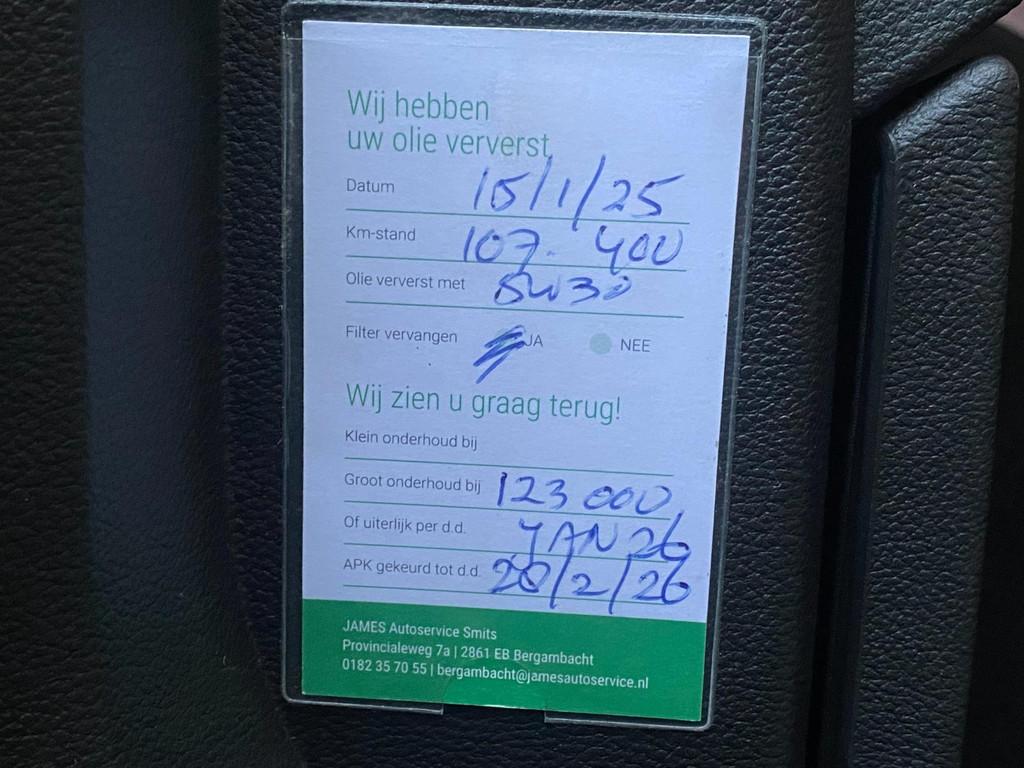 Wij hebben
uw olie ververst
Datum 15/1/25
Km-stand 107.400
Olie ververst met 5W30
Filter vervangen JA NEE
Wij zien u graag terug!
Klein onderhoud bij
Groot onderhoud bij 123 000
Of uiterlijk per d.d. JAN 26
APK gekeurd tot d.d. 20/2/26
JAMES Autoservice Smits
Provincialeweg 7a | 2861 EB Bergambacht
0182 35 70 55 | bergambacht@jamesautoservice.nl